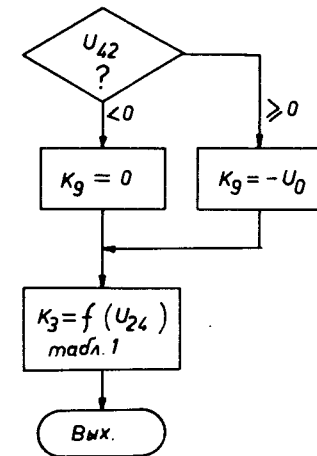 U₄₂
?
<0
≥0
K₉ = 0
K₉ = -U₀
K₃ = f (U₂₄)
табл. 1
Вых.